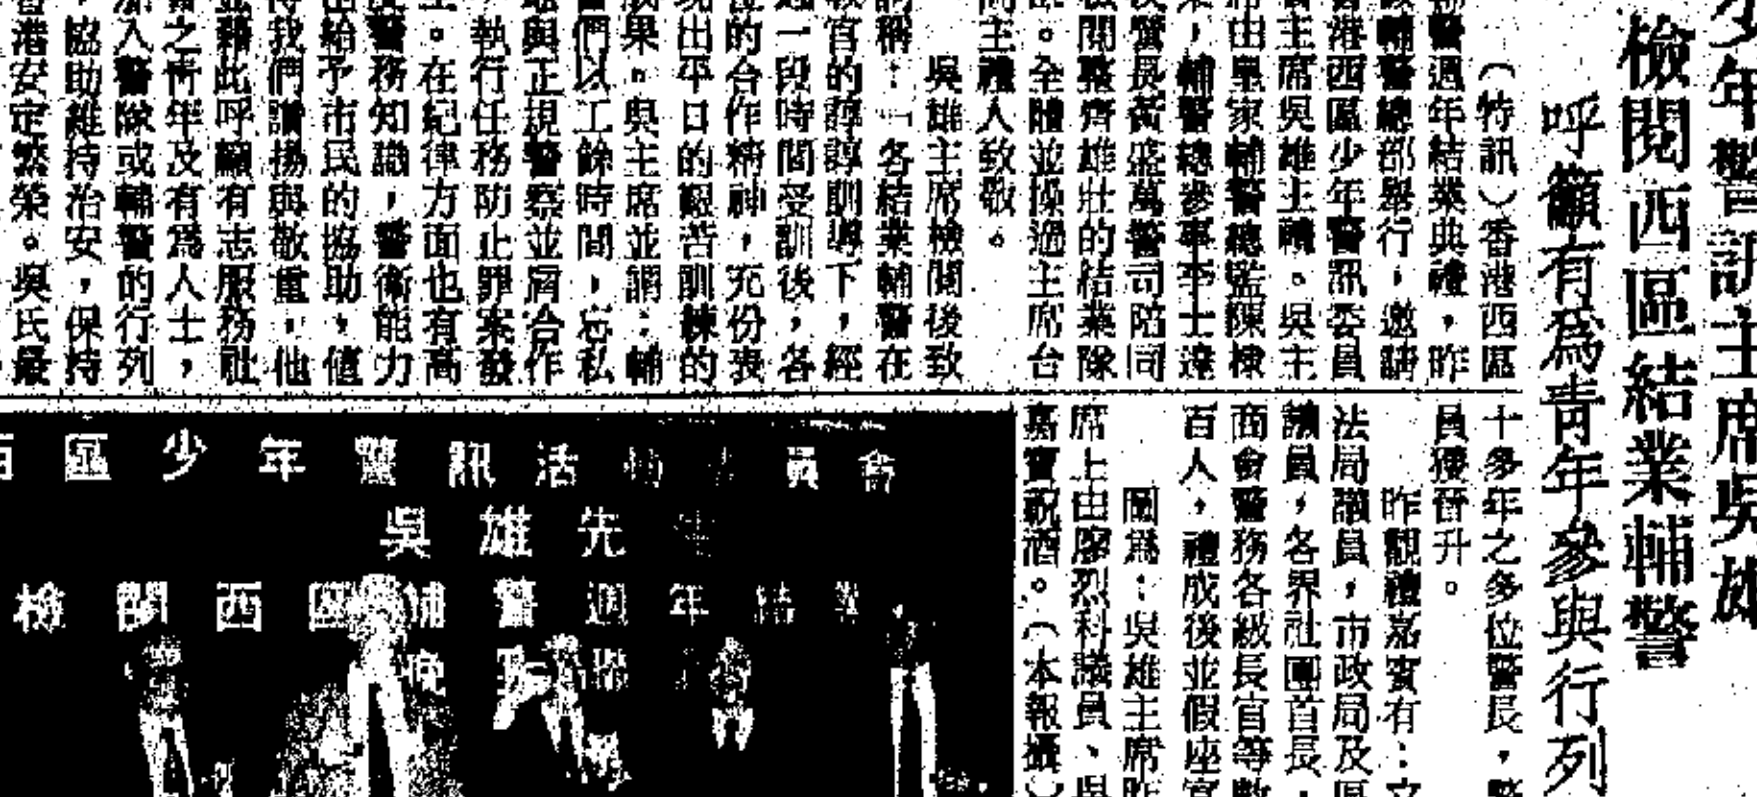 少年警訊主席吳雄
檢閱西區結業輔警
呼籲有爲青年參與行列
（特訊）香港西區
輔警週年結業典禮，昨
輔警總部舉行，邀請
香港西區少年警訊委員
會主席吳雄主禮。吳主
席由皇家輔警總監陳棣
榮，輔警總參事李士達
警長黃盛萬警司陪同
檢閱整齊雄壯的結業隊
。全體並操過主席台
向主禮人致敬。
吳雄主席檢閱後致
詞稱：「各結業輔警在
教官的諄諄訓導下，經
過一段時間受訓後，各
位的合作精神，充份表
現出平日的艱苦訓練的
成果。吳主席並謂：輔
警們以工餘時間，忘私
地與正規警察並肩合作
，執行任務防止罪案發
生。在紀律方面也有高
度警務知識，警衛能力
給予市民的協助，值
得我們讚揚與敬重，他
並藉此呼籲有志服務社
會之青年及有爲人士，
加入警隊或輔警的行列
，協助維持治安，保持
香港安定繁榮。吳氏最
十多年之多位警長，
員獲晉升。
昨觀禮嘉賓有：立
法局議員，市政局及區
議員，各界社團首長，
商會警務各級長官等數
百人，禮成後並假座
圖爲：吳雄主席昨
席上由廖烈科議員、吳
嘉賓祝酒。（本報攝）
西區少年警訊活動委員會
吳雄先生
檢閱西區輔警週年結業
晚